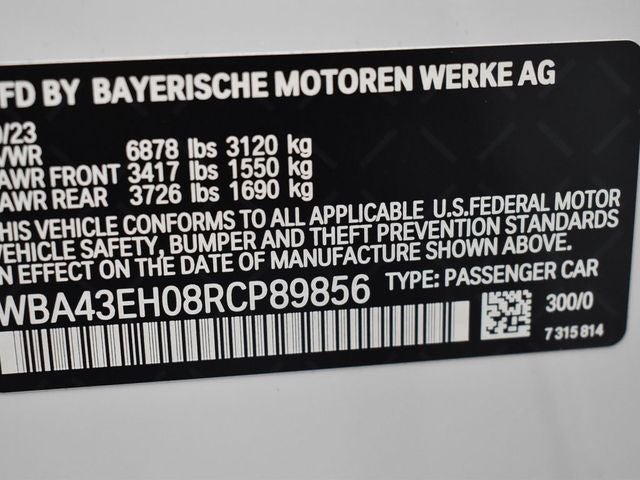 FD BY BAYERISCHE MOTOREN WERKE AG
/23
VWR 6878 lbs 3120 kg
AWR FRONT 3417 lbs 1550 kg
AWR REAR 3726 lbs 1690 kg
HIS VEHICLE CONFORMS TO ALL APPLICABLE U.S.FEDERAL MOTOR
VEHICLE SAFETY, BUMPER AND THEFT PREVENTION STANDARDS
N EFFECT ON THE DATE OF MANUFACTURE SHOWN ABOVE.
WBA43EH08RCP89856 TYPE: PASSENGER CAR
300/0
7 315 814